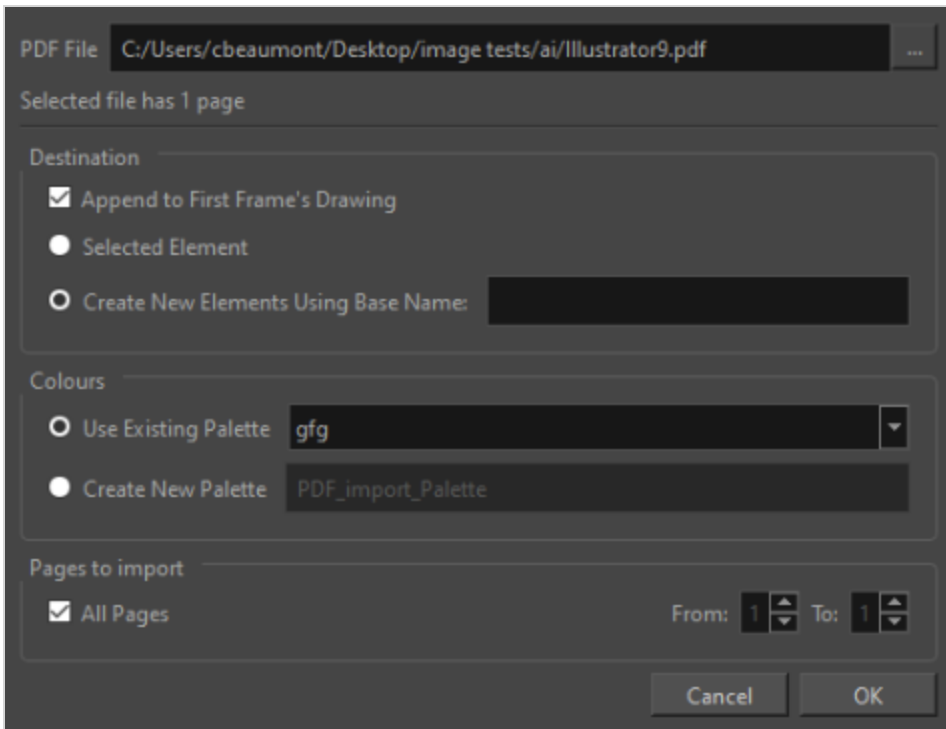 PDF File C:/Users/cbeaumont/Desktop/image tests/ai/Illustrator9.pdf ...
Selected file has 1 page
Destination
Append to First Frame's Drawing
Selected Element
Create New Elements Using Base Name:
Colours
Use Existing Palette gfg
Create New Palette PDF_import_Palette
Pages to import
All Pages From: 1 To: 1
Cancel OK